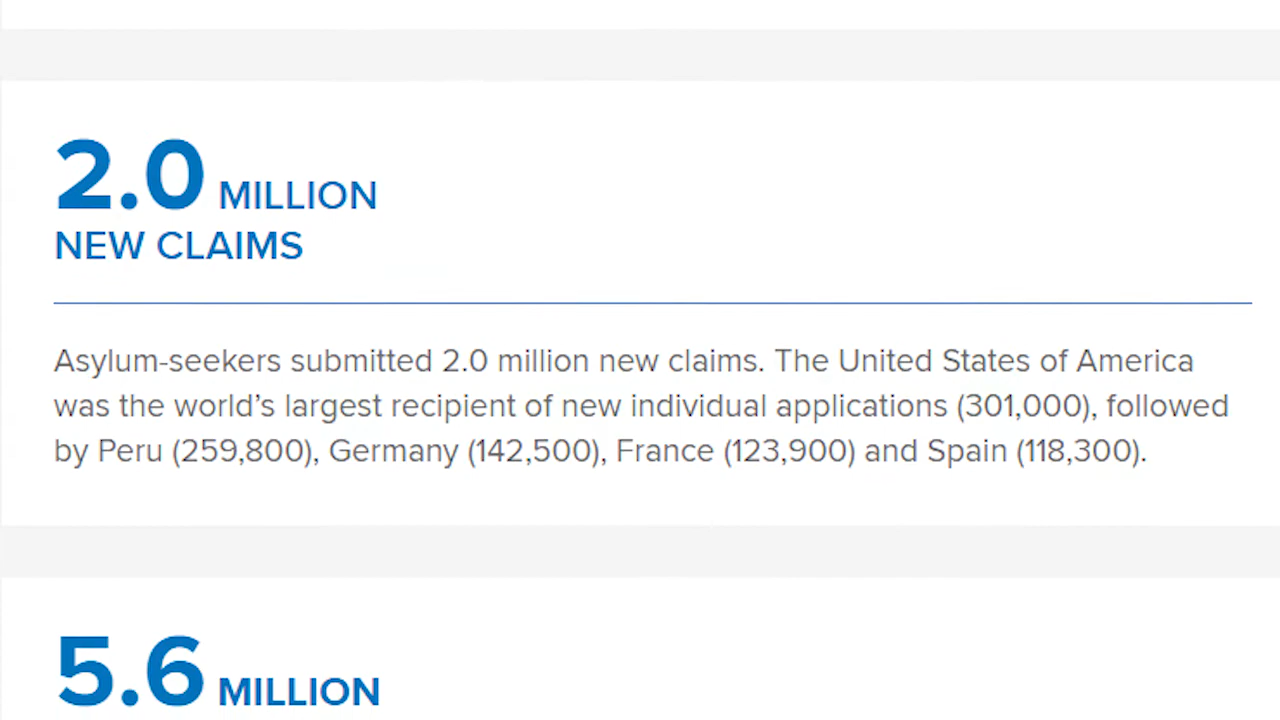 2.0 MILLION
NEW CLAIMS
Asylum-seekers submitted 2.0 million new claims. The United States of America
was the world’s largest recipient of new individual applications (301,000), followed
by Peru (259,800), Germany (142,500), France (123,900) and Spain (118,300).
5.6 MILLION